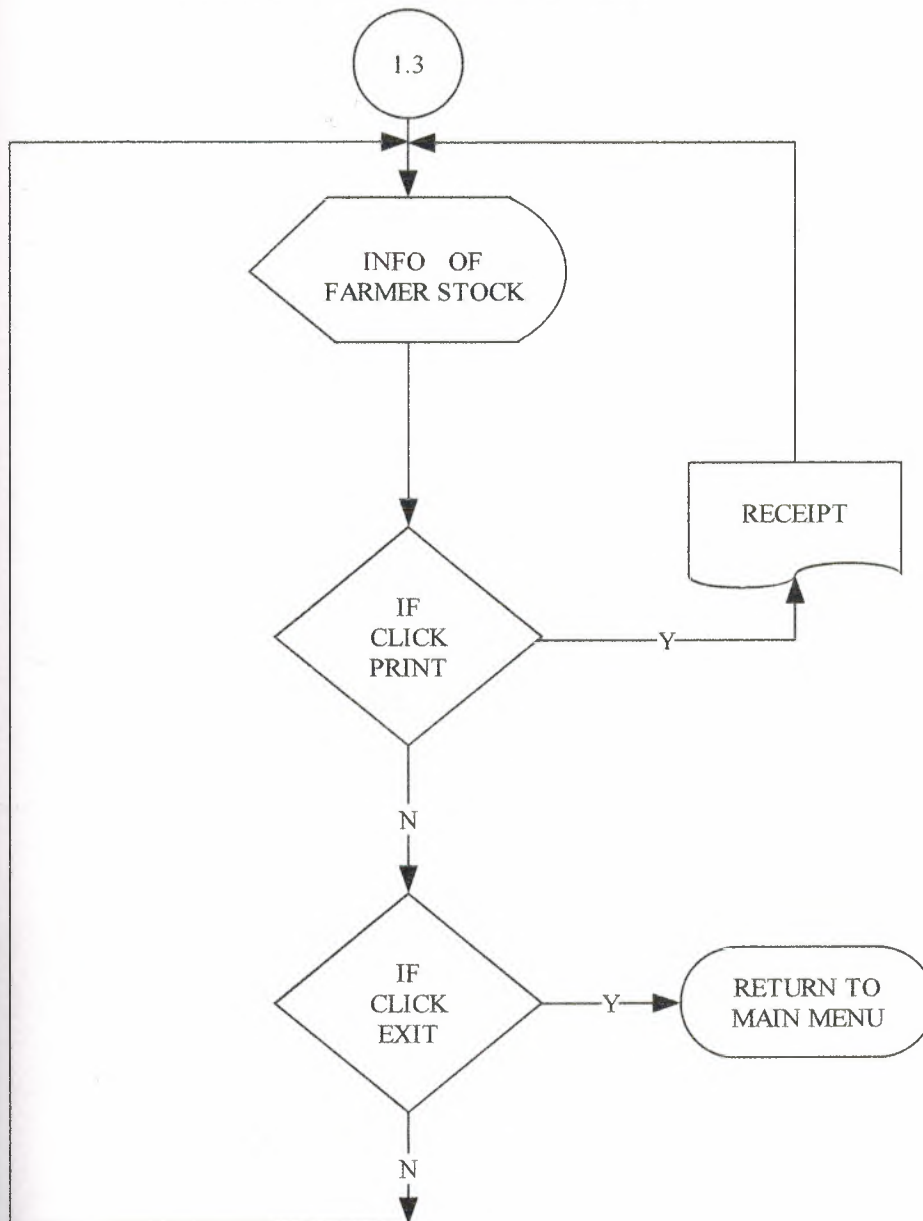 1.3
INFO OF
FARMER STOCK
RECEIPT
IF
CLICK
PRINT
Y
N
IF
CLICK
EXIT
Y
RETURN TO
MAIN MENU
N